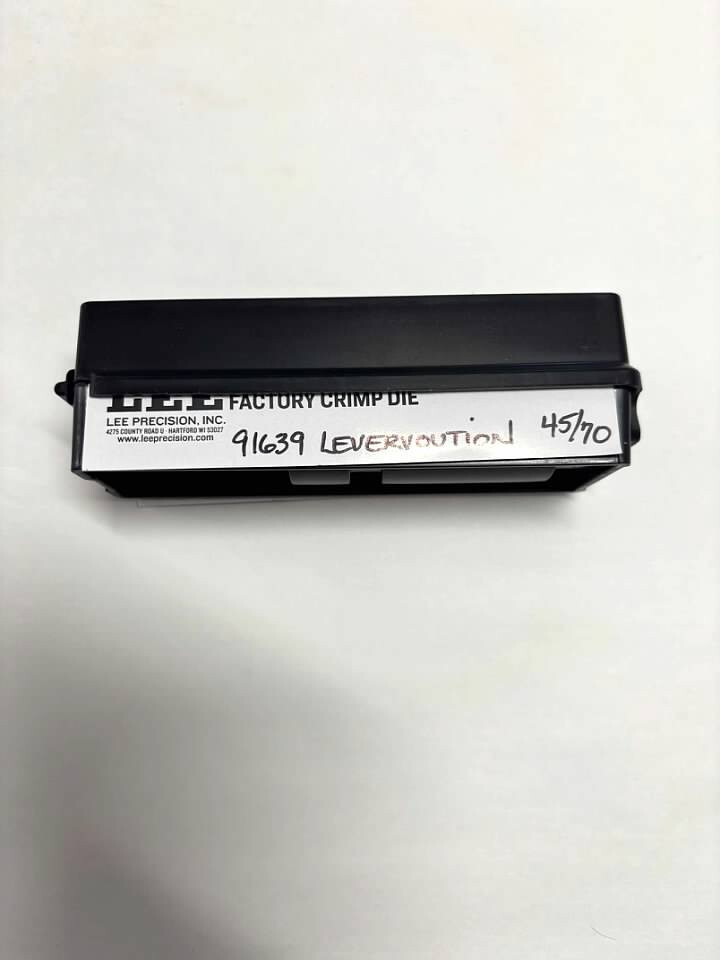 LEE FACTORY CRIMP DIE
LEE PRECISION, INC.
4275 COUNTY ROAD U · HARTFORD WI 53027
www.leeprecision.com
91639 LEVERVOUTION 45/70